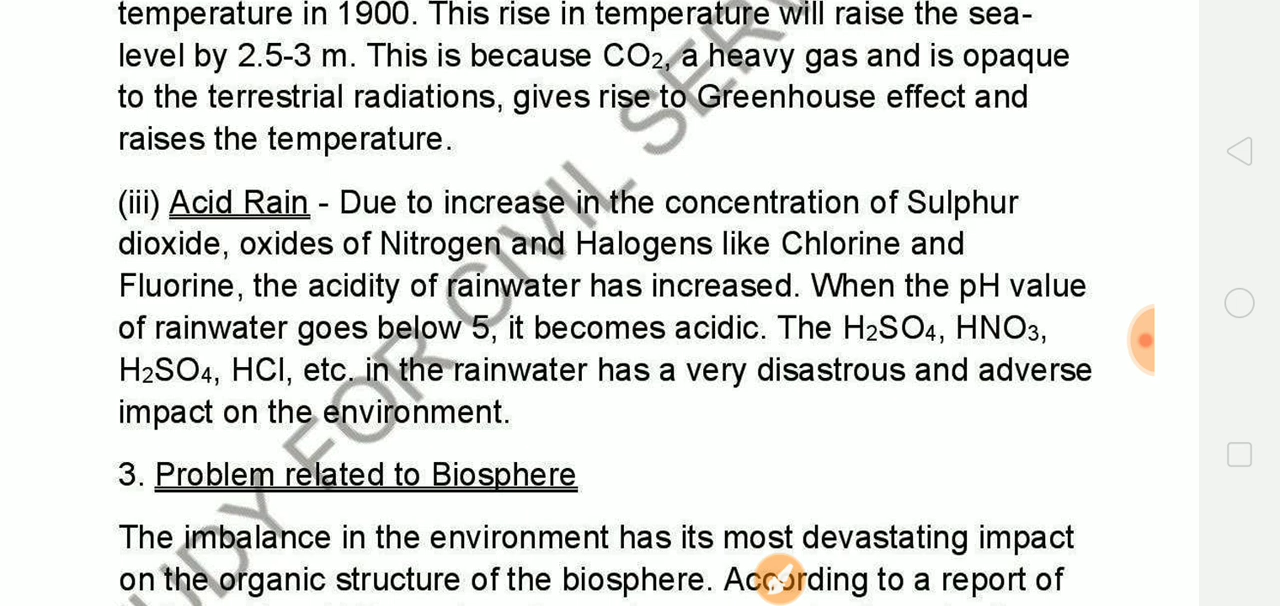 temperature in 1900. This rise in temperature will raise the sea-
level by 2.5-3 m. This is because CO2, a heavy gas and is opaque
to the terrestrial radiations, gives rise to Greenhouse effect and
raises the temperature.
(iii) Acid Rain - Due to increase in the concentration of Sulphur
dioxide, oxides of Nitrogen and Halogens like Chlorine and
Fluorine, the acidity of rainwater has increased. When the pH value
of rainwater goes below 5, it becomes acidic. The H2SO4, HNO3,
H2SO4, HCl, etc. in the rainwater has a very disastrous and adverse
impact on the environment.
3. Problem related to Biosphere
The imbalance in the environment has its most devastating impact
on the organic structure of the biosphere. According to a report of
UDY FOR CIVIL SERV